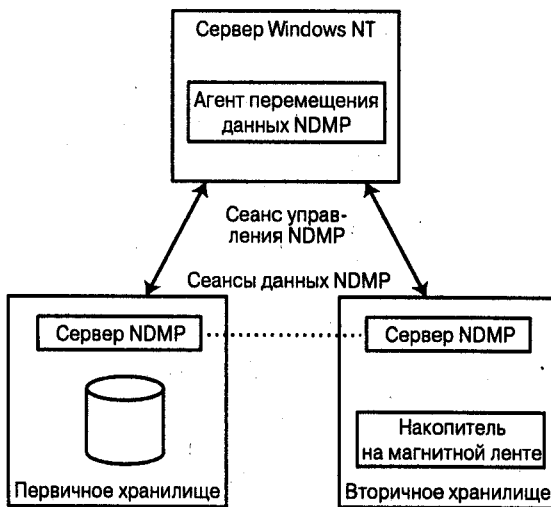 Сервер Windows NT
Агент перемещения
данных NDMP
Сеанс управ-
ления NDMP
Сеансы данных NDMP
Сервер NDMP
Сервер NDMP
Накопитель
на магнитной ленте
Первичное хранилище
Вторичное хранилище